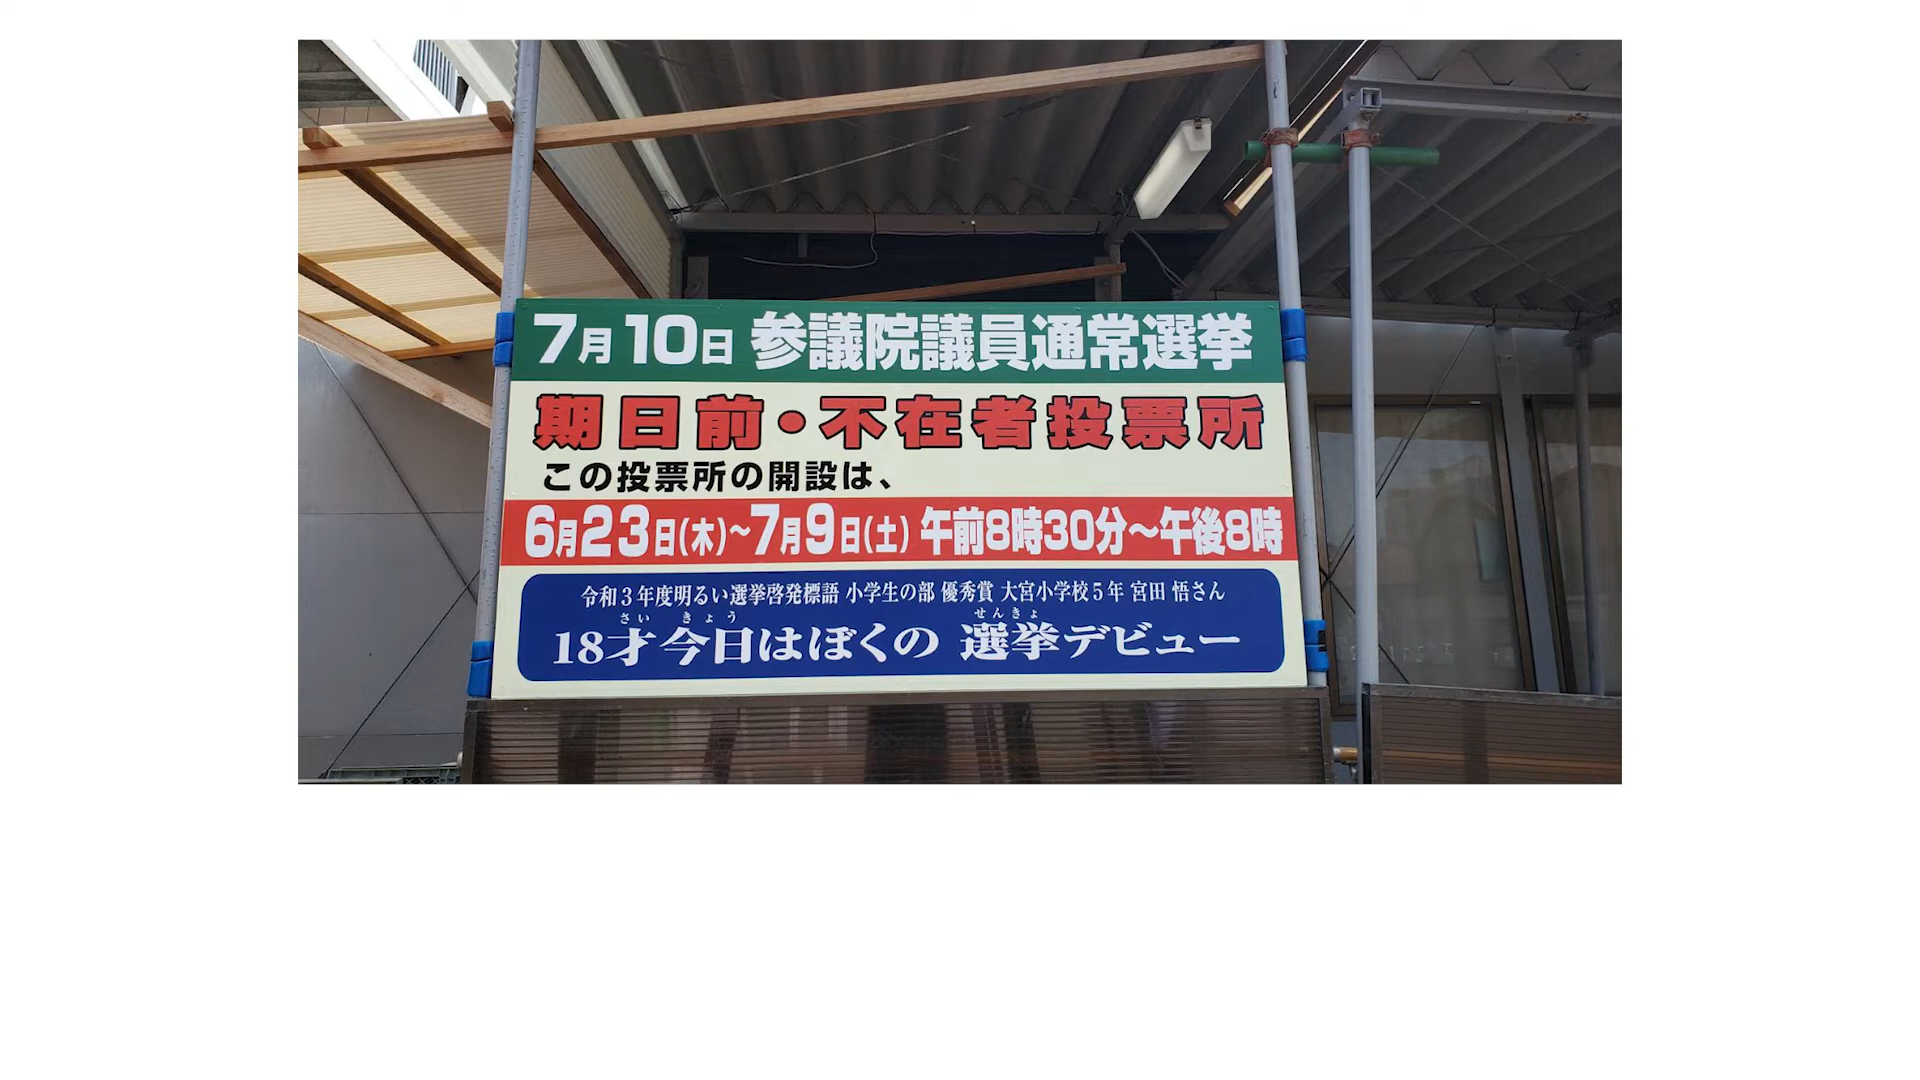 7月10日 参議院議員通常選挙
期日前・不在者投票所
この投票所の開設は、
6月23日(木)~7月9日(土) 午前8時30分~午後8時
令和3年度明るい選挙啓発標語 小学生の部 優秀賞 大宮小学校5年 宮田 悟さん
さい きょう せんきょ
18才 今日はぼくの 選挙デビュー